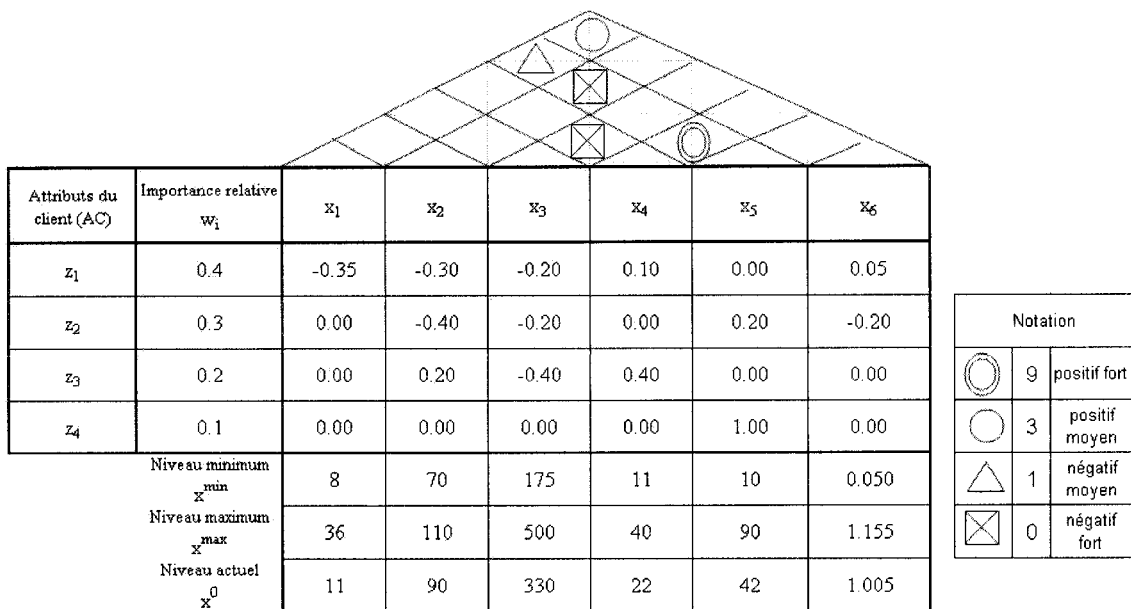 Attributs du client (AC) Importance relative wi x1 x2 x3 x4 x5 x6
z1 0.4 -0.35 -0.30 -0.20 0.10 0.00 0.05
z2 0.3 0.00 -0.40 -0.20 0.00 0.20 -0.20
z3 0.2 0.00 0.20 -0.40 0.40 0.00 0.00
z4 0.1 0.00 0.00 0.00 0.00 1.00 0.00
Niveau minimum x^min 8 70 175 11 10 0.050
Niveau maximum x^max 36 110 500 40 90 1.155
Niveau actuel x^0 11 90 330 22 42 1.005
Notation
9 positif fort
3 positif moyen
1 négatif moyen
0 négatif fort